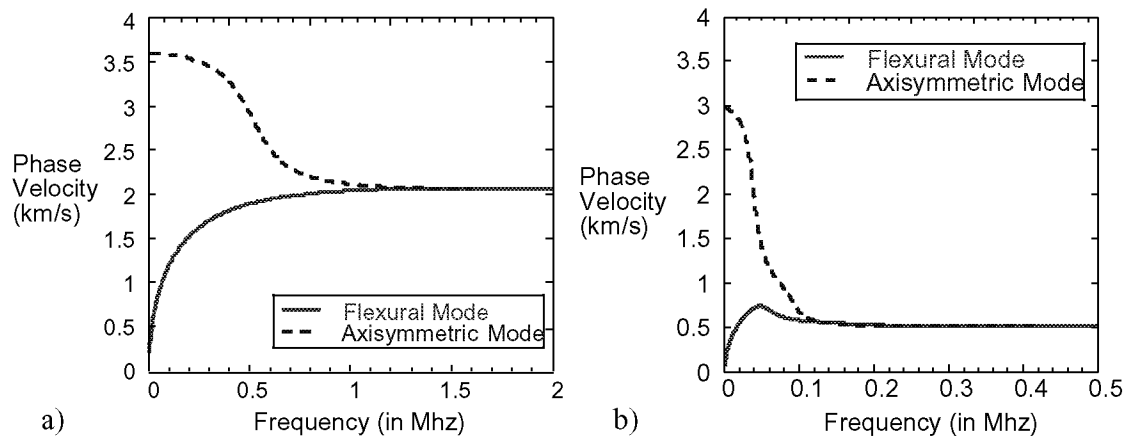 4
3.5
3
2.5
2
1.5
1
0.5
0
Phase
Velocity
(km/s)
Flexural Mode
Axisymmetric Mode
0 0.5 1 1.5 2
Frequency (in Mhz)
a)
4
3.5
3
2.5
2
1.5
1
0.5
0
Phase
Velocity
(km/s)
Flexural Mode
Axisymmetric Mode
0 0.1 0.2 0.3 0.4 0.5
Frequency (in Mhz)
b)